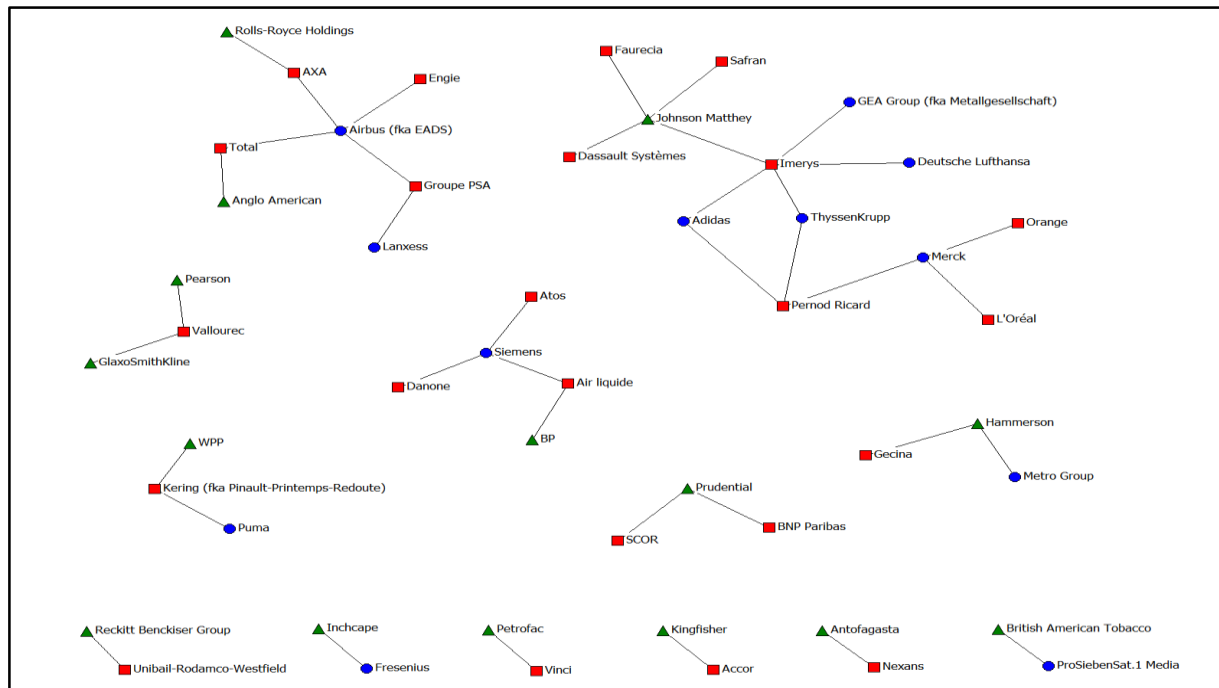 Rolls-Royce Holdings
AXA
Engie
Airbus (fka EADS)
Total
Groupe PSA
Anglo American
Lanxess
Faurecia
Safran
GEA Group (fka Metallgesellschaft)
Johnson Matthey
Dassault Systèmes
Imerys
Deutsche Lufthansa
Adidas
ThyssenKrupp
Orange
Merck
Pernod Ricard
L'Oréal
Pearson
Vallourec
GlaxoSmithKline
Atos
Siemens
Danone
Air liquide
BP
WPP
Kering (fka Pinault-Printemps-Redoute)
Puma
Hammerson
Gecina
Metro Group
Prudential
BNP Paribas
SCOR
Reckitt Benckiser Group
Unibail-Rodamco-Westfield
Inchcape
Fresenius
Petrofac
Vinci
Kingfisher
Accor
Antofagasta
Nexans
British American Tobacco
ProSiebenSat.1 Media